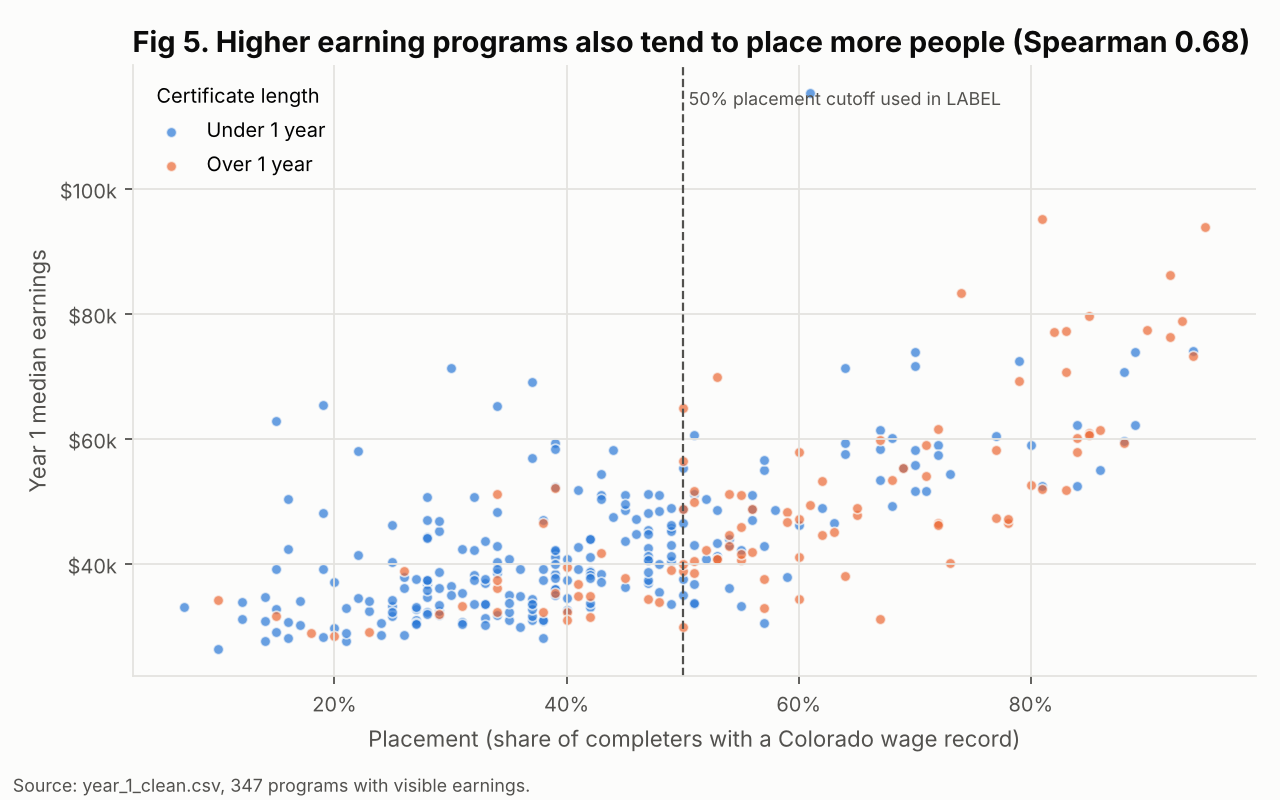 Fig 5. Higher earning programs also tend to place more people (Spearman 0.68)
Certificate length
Under 1 year
Over 1 year
50% placement cutoff used in LABEL
$100k
$80k
$60k
$40k
Year 1 median earnings
20%
40%
60%
80%
Placement (share of completers with a Colorado wage record)
Source: year_1_clean.csv, 347 programs with visible earnings.